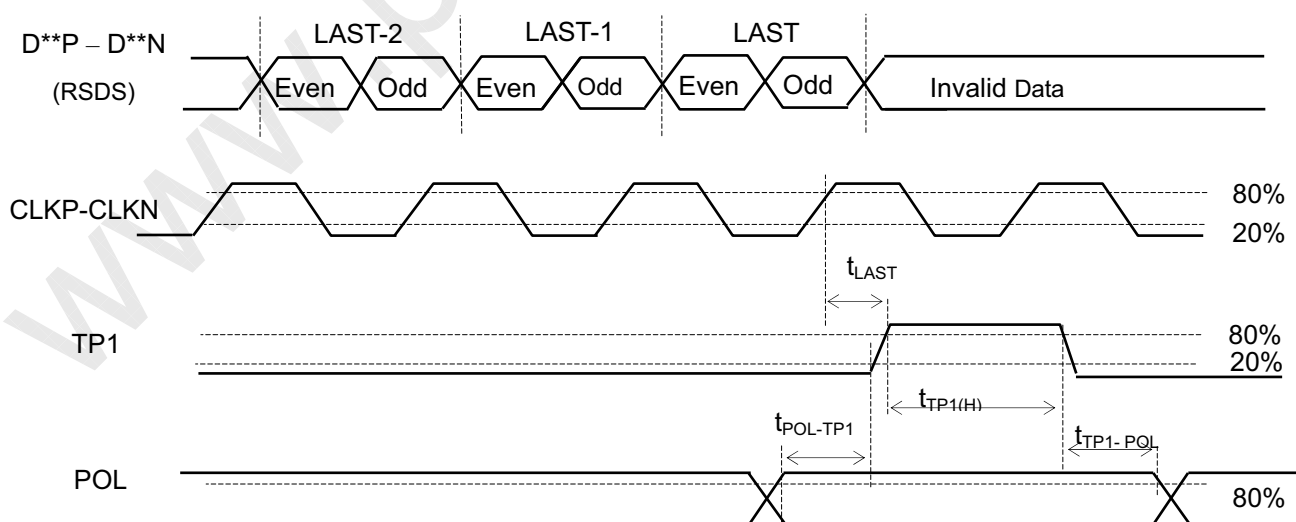 D**P – D**N
(RSDS)
LAST-2
LAST-1
LAST
Even
Odd
Even
Odd
Even
Odd
Invalid Data
CLKP-CLKN
80%
20%
tLAST
TP1
80%
20%
tTP1(H)
tPOL-TP1
tTP1- POL
POL
80%
www.p